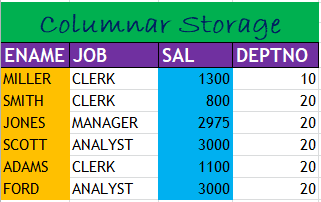 Columnar Storage
ENAME JOB SAL DEPTNO
MILLER CLERK 1300 10
SMITH CLERK 800 20
JONES MANAGER 2975 20
SCOTT ANALYST 3000 20
ADAMS CLERK 1100 20
FORD ANALYST 3000 20